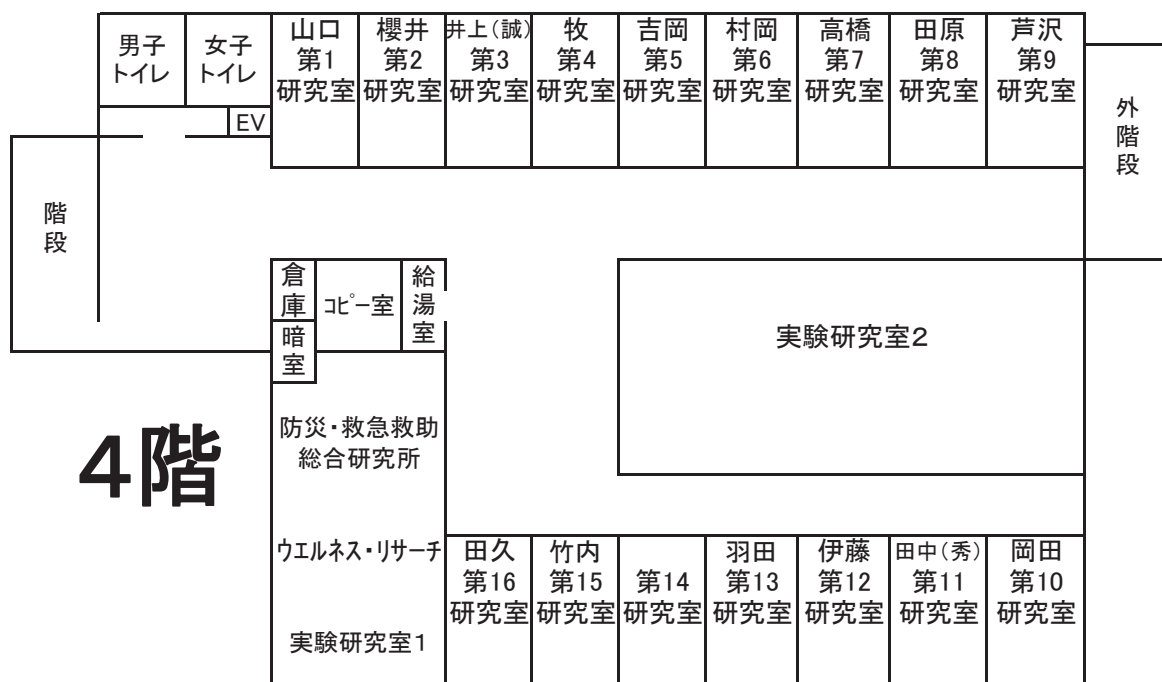 男子
トイレ
女子
トイレ
山口
第1
研究室
櫻井
第2
研究室
井上（誠）
第3
研究室
牧
第4
研究室
吉岡
第5
研究室
村岡
第6
研究室
高橋
第7
研究室
田原
第8
研究室
芦沢
第9
研究室
EV
外
階
段
階
段
倉
庫
コピー室
給
湯
室
暗
室
実験研究室2
防災・救急救助
総合研究所
4階
ウエルネス・リサーチ
実験研究室1
田久
第16
研究室
竹内
第15
研究室
第14
研究室
羽田
第13
研究室
伊藤
第12
研究室
田中（秀）
第11
研究室
岡田
第10
研究室